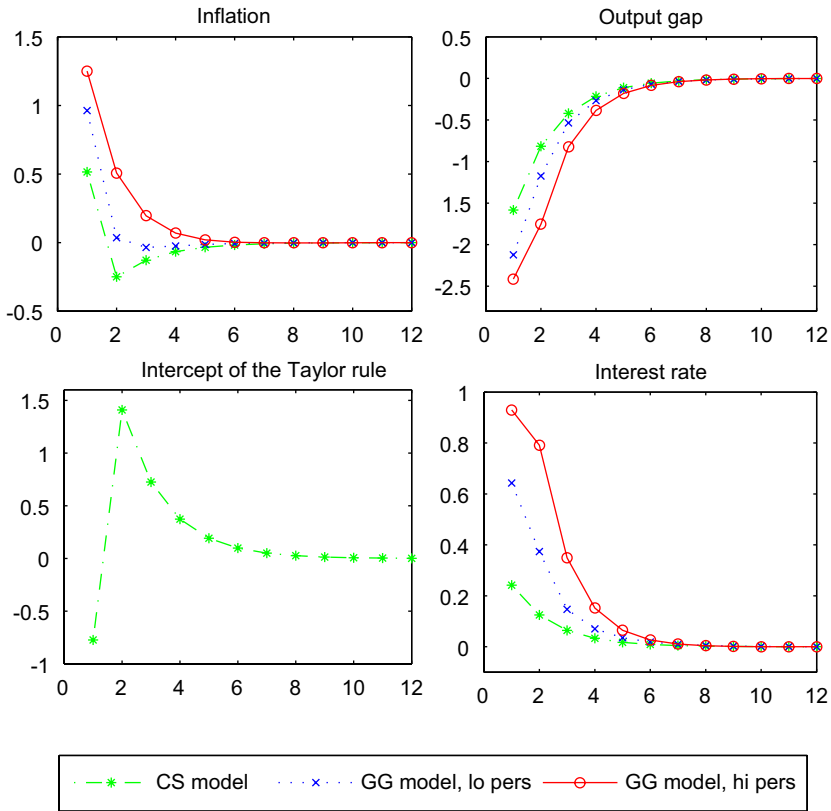 Inflation
1.5
1
0.5
0
-0.5
0 2 4 6 8 10 12
Output gap
0.5
0
-0.5
-1
-1.5
-2
-2.5
0 2 4 6 8 10 12
Intercept of the Taylor rule
1.5
1
0.5
0
-0.5
-1
0 2 4 6 8 10 12
Interest rate
1
0.8
0.6
0.4
0.2
0
0 2 4 6 8 10 12
CS model GG model, lo pers GG model, hi pers